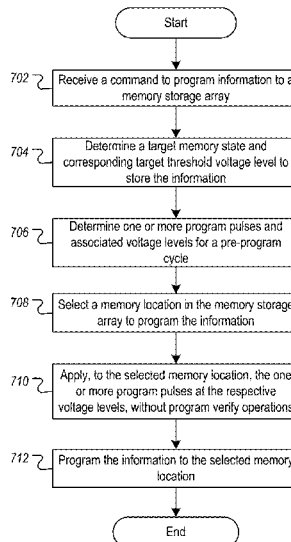 Start
702
Receive a command to program information to a
memory storage array
704
Determine a target memory state and
corresponding target threshold voltage level to
store the information
706
Determine one or more program pulses and
associated voltage levels for a pre-program
cycle
708
Select a memory location in the memory storage
array to program the information
710
Apply, to the selected memory location, the one
or more program pulses at the respective
voltage levels, without program verify operations
712
Program the information to the selected memory
location
End